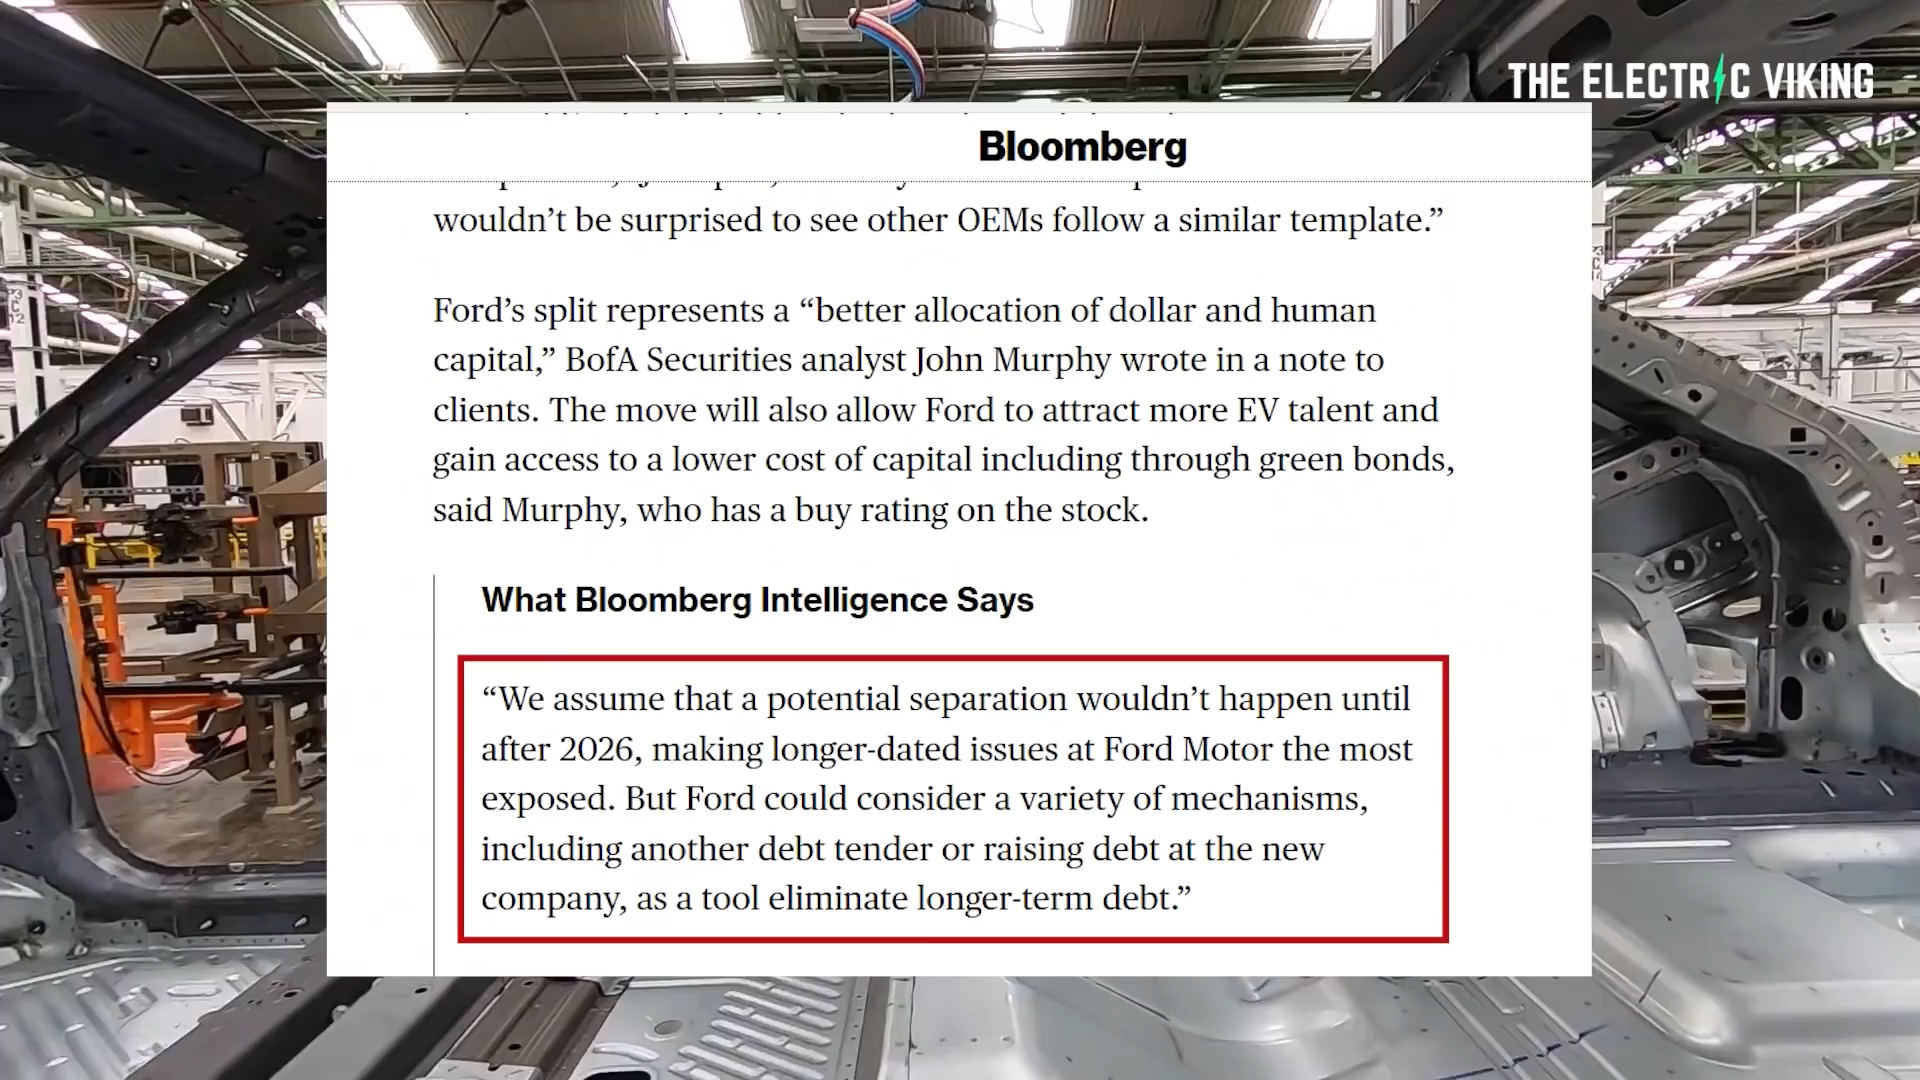 THE ELECTRIC VIKING
Bloomberg
wouldn’t be surprised to see other OEMs follow a similar template.”
Ford’s split represents a “better allocation of dollar and human
capital,” BofA Securities analyst John Murphy wrote in a note to
clients. The move will also allow Ford to attract more EV talent and
gain access to a lower cost of capital including through green bonds,
said Murphy, who has a buy rating on the stock.
What Bloomberg Intelligence Says
“We assume that a potential separation wouldn’t happen until
after 2026, making longer-dated issues at Ford Motor the most
exposed. But Ford could consider a variety of mechanisms,
including another debt tender or raising debt at the new
company, as a tool eliminate longer-term debt.”